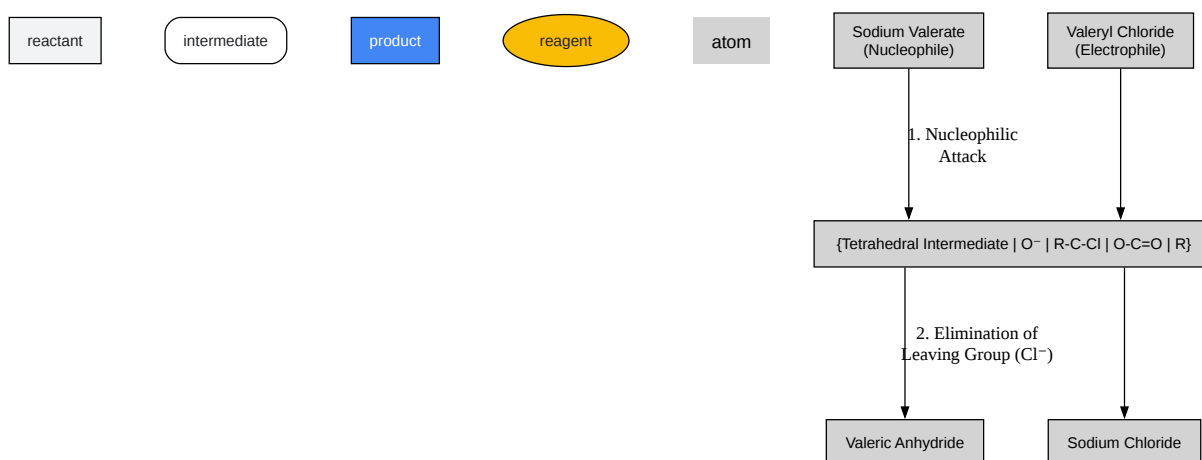 reactant
intermediate
product
reagent
atom
Sodium Valerate
(Nucleophile)
Valeryl Chloride
(Electrophile)
1. Nucleophilic
Attack
{Tetrahedral Intermediate | O⁻ | R-C-Cl | O-C=O | R}
2. Elimination of
Leaving Group (Cl⁻)
Valeric Anhydride
Sodium Chloride